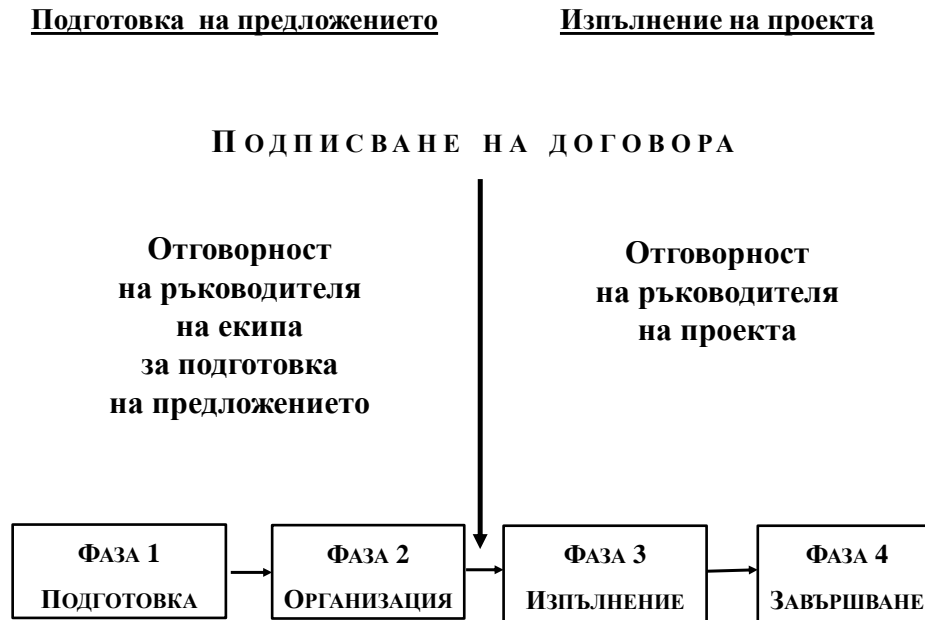 Подготовка на предложението
Изпълнение на проекта
ПОДПИСВАНЕ НА ДОГОВОРА
Отговорност
на ръководителя
на екипа
за подготовка
на предложението
Отговорност
на ръководителя
на проекта
ФАЗА 1
ПОДГОТОВКА
ФАЗА 2
ОРГАНИЗАЦИЯ
ФАЗА 3
ИЗПЪЛНЕНИЕ
ФАЗА 4
ЗАВЪРШВАНЕ